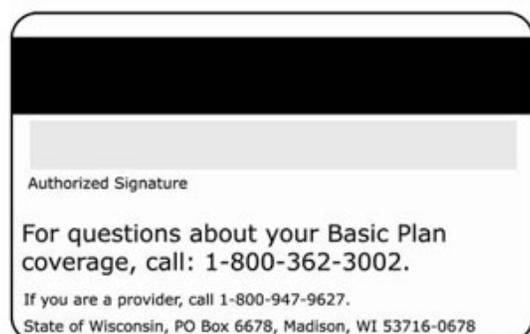 Authorized Signature
For questions about your Basic Plan
coverage, call: 1-800-362-3002.
If you are a provider, call 1-800-947-9627.
State of Wisconsin, PO Box 6678, Madison, WI 53716-0678